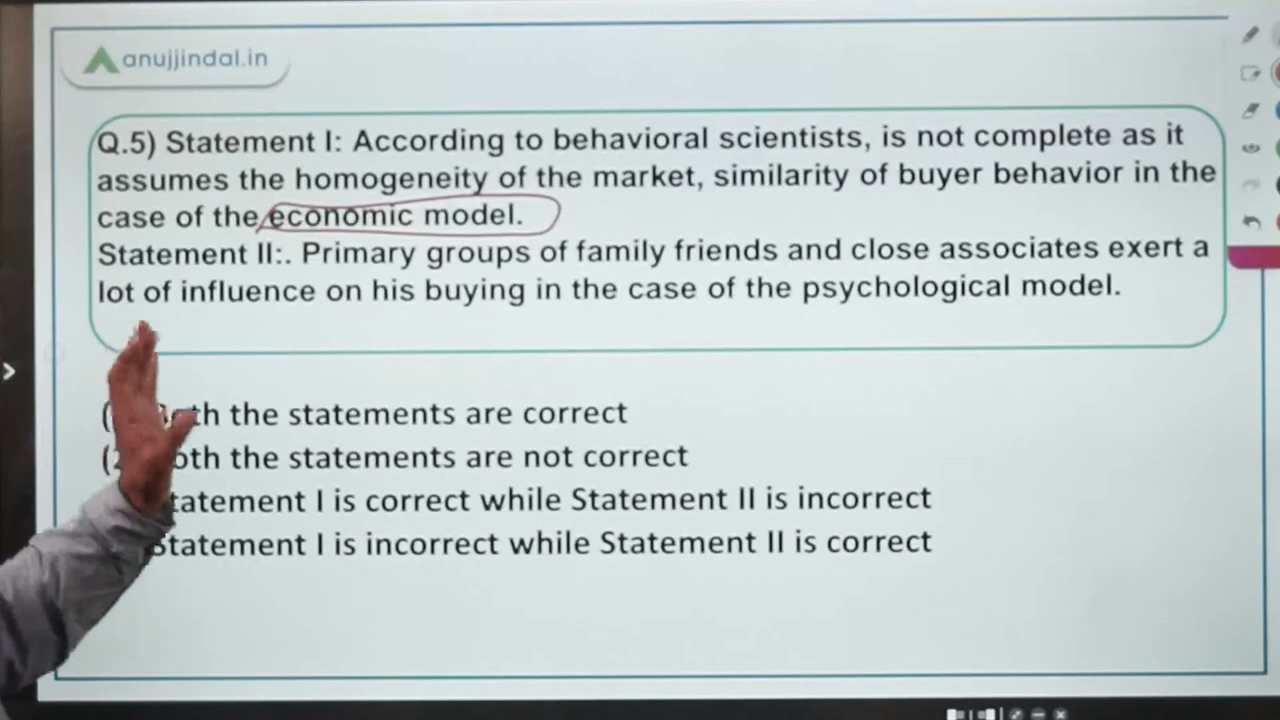 anujjindal.in
Q.5) Statement I: According to behavioral scientists, is not complete as it
assumes the homogeneity of the market, similarity of buyer behavior in the
case of the economic model.
Statement II:. Primary groups of family friends and close associates exert a
lot of influence on his buying in the case of the psychological model.
the statements are correct
the statements are not correct
I is correct while Statement II is incorrect
Statement I is incorrect while Statement II is correct